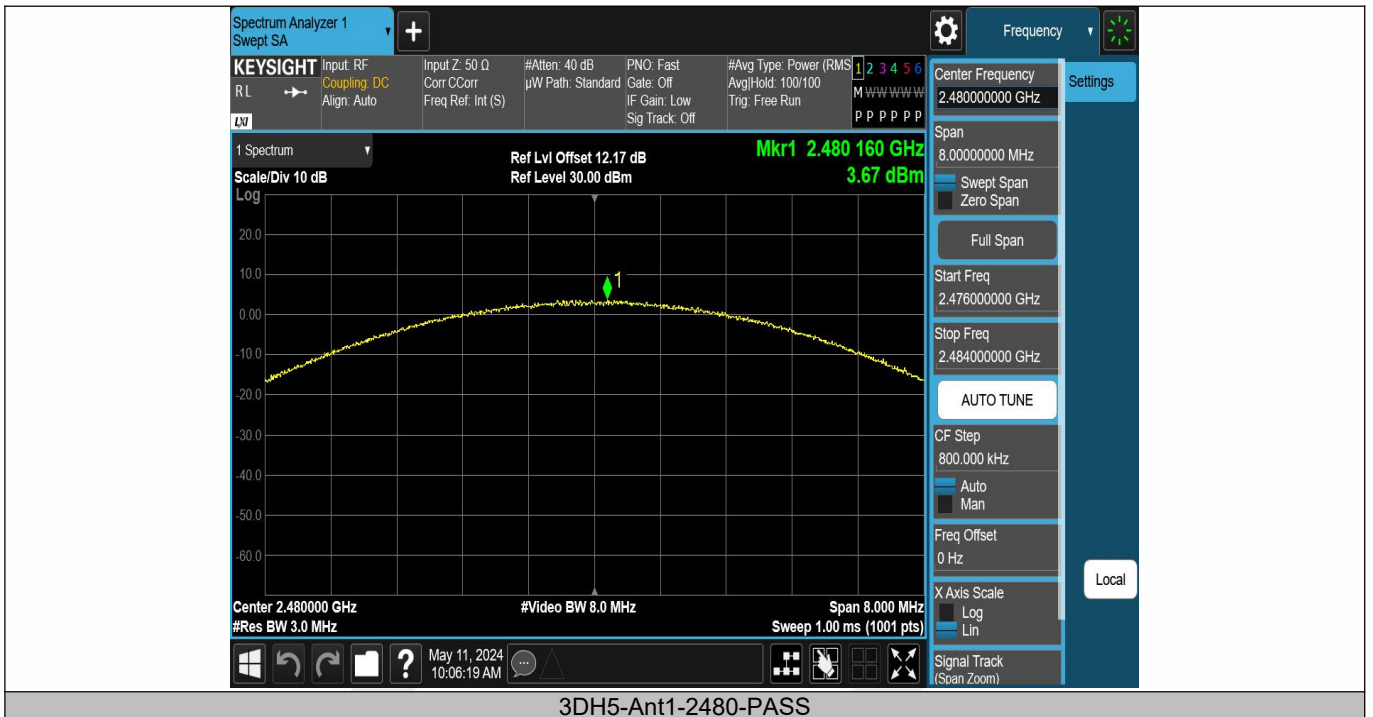 Spectrum Analyzer 1
Swept SA
Frequency
KEYSIGHT
RL
LXI
Input: RF
Coupling: DC
Align: Auto
Input Z: 50 Ω
Corr CCorr
Freq Ref: Int (S)
#Atten: 40 dB
µW Path: Standard
PNO: Fast
Gate: Off
IF Gain: Low
Sig Track: Off
#Avg Type: Power (RMS
Avg|Hold: 100/100
Trig: Free Run
1 2 3 4 5 6
M W W W W W
P P P P P P
1 Spectrum
Scale/Div 10 dB
Log
Ref Lvl Offset 12.17 dB
Ref Level 30.00 dBm
Mkr1 2.480 160 GHz
3.67 dBm
20.0
10.0
0.00
-10.0
-20.0
-30.0
-40.0
-50.0
-60.0
1
Center 2.480000 GHz
#Res BW 3.0 MHz
#Video BW 8.0 MHz
Span 8.000 MHz
Sweep 1.00 ms (1001 pts)
May 11, 2024
10:06:19 AM
Center Frequency
2.480000000 GHz
Settings
Span
8.00000000 MHz
Swept Span
Zero Span
Full Span
Start Freq
2.476000000 GHz
Stop Freq
2.484000000 GHz
AUTO TUNE
CF Step
800.000 kHz
Auto
Man
Freq Offset
0 Hz
X Axis Scale
Log
Lin
Local
Signal Track
(Span Zoom)
3DH5-Ant1-2480-PASS